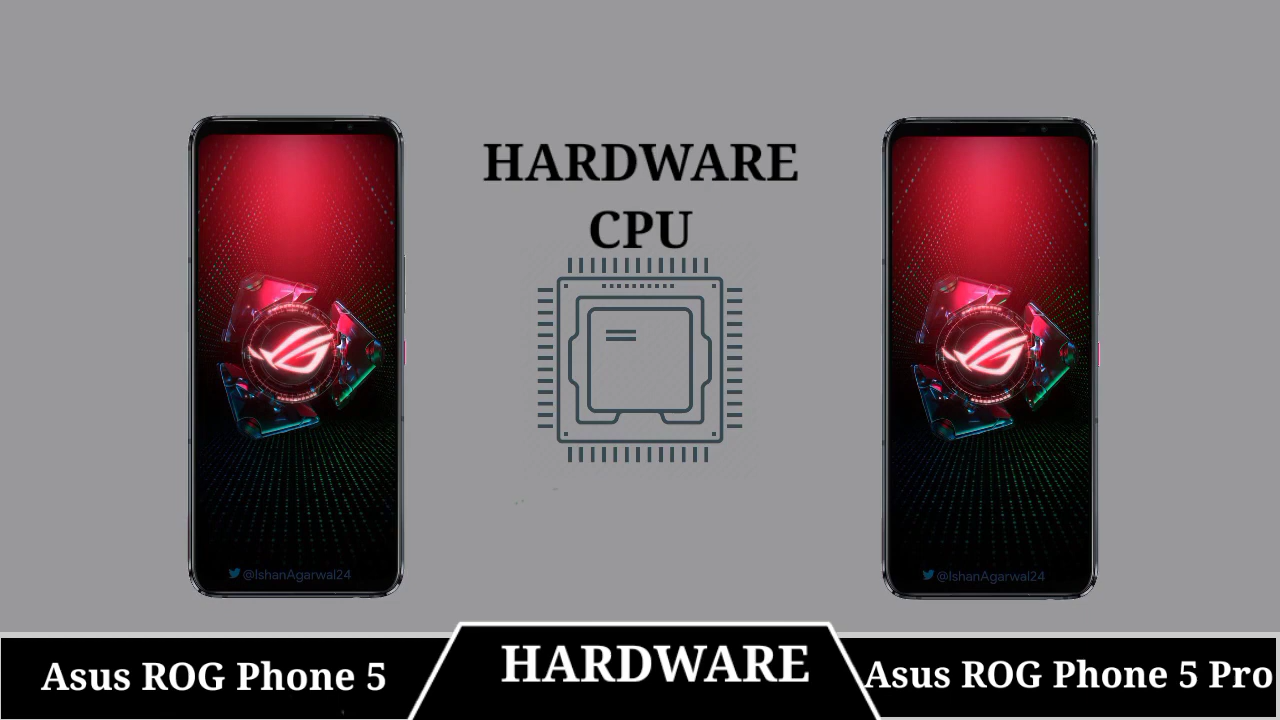 HARDWARE
CPU
@IshanAgarwal24
@IshanAgarwal24
Asus ROG Phone 5
HARDWARE
Asus ROG Phone 5 Pro